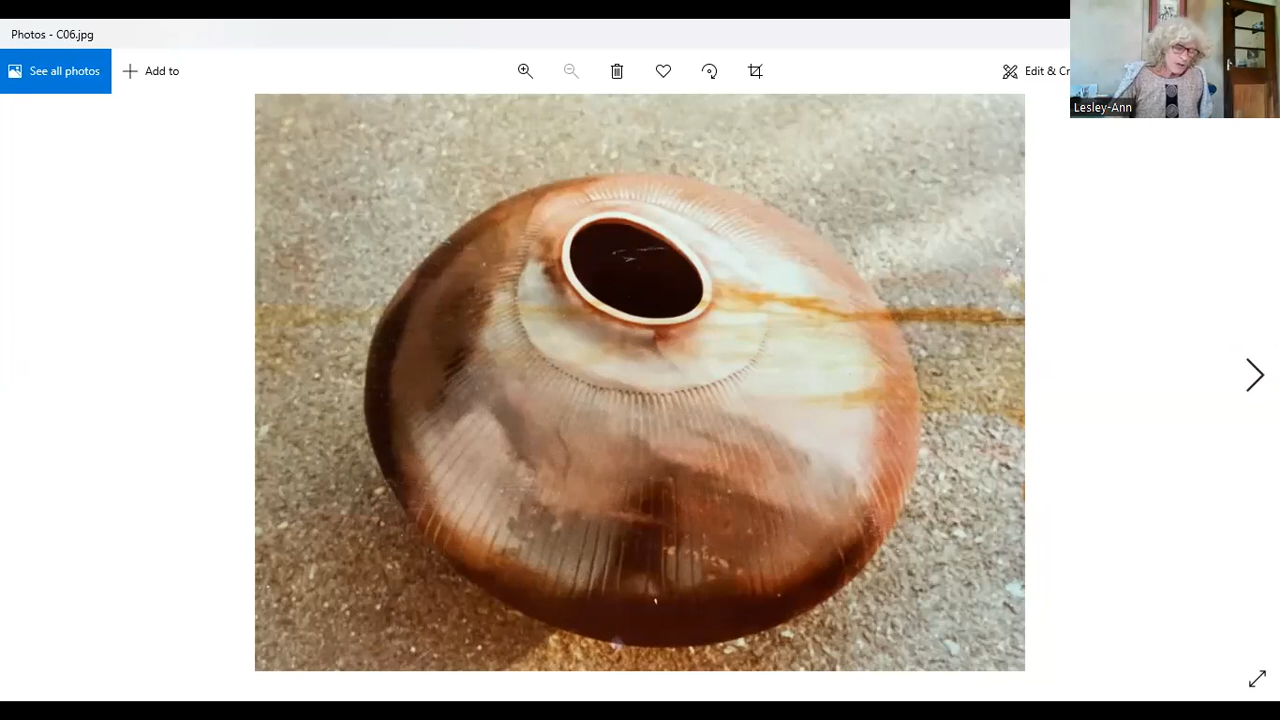 Photos - C06.jpg
See all photos
Add to
Edit & Cr
Lesley-Ann